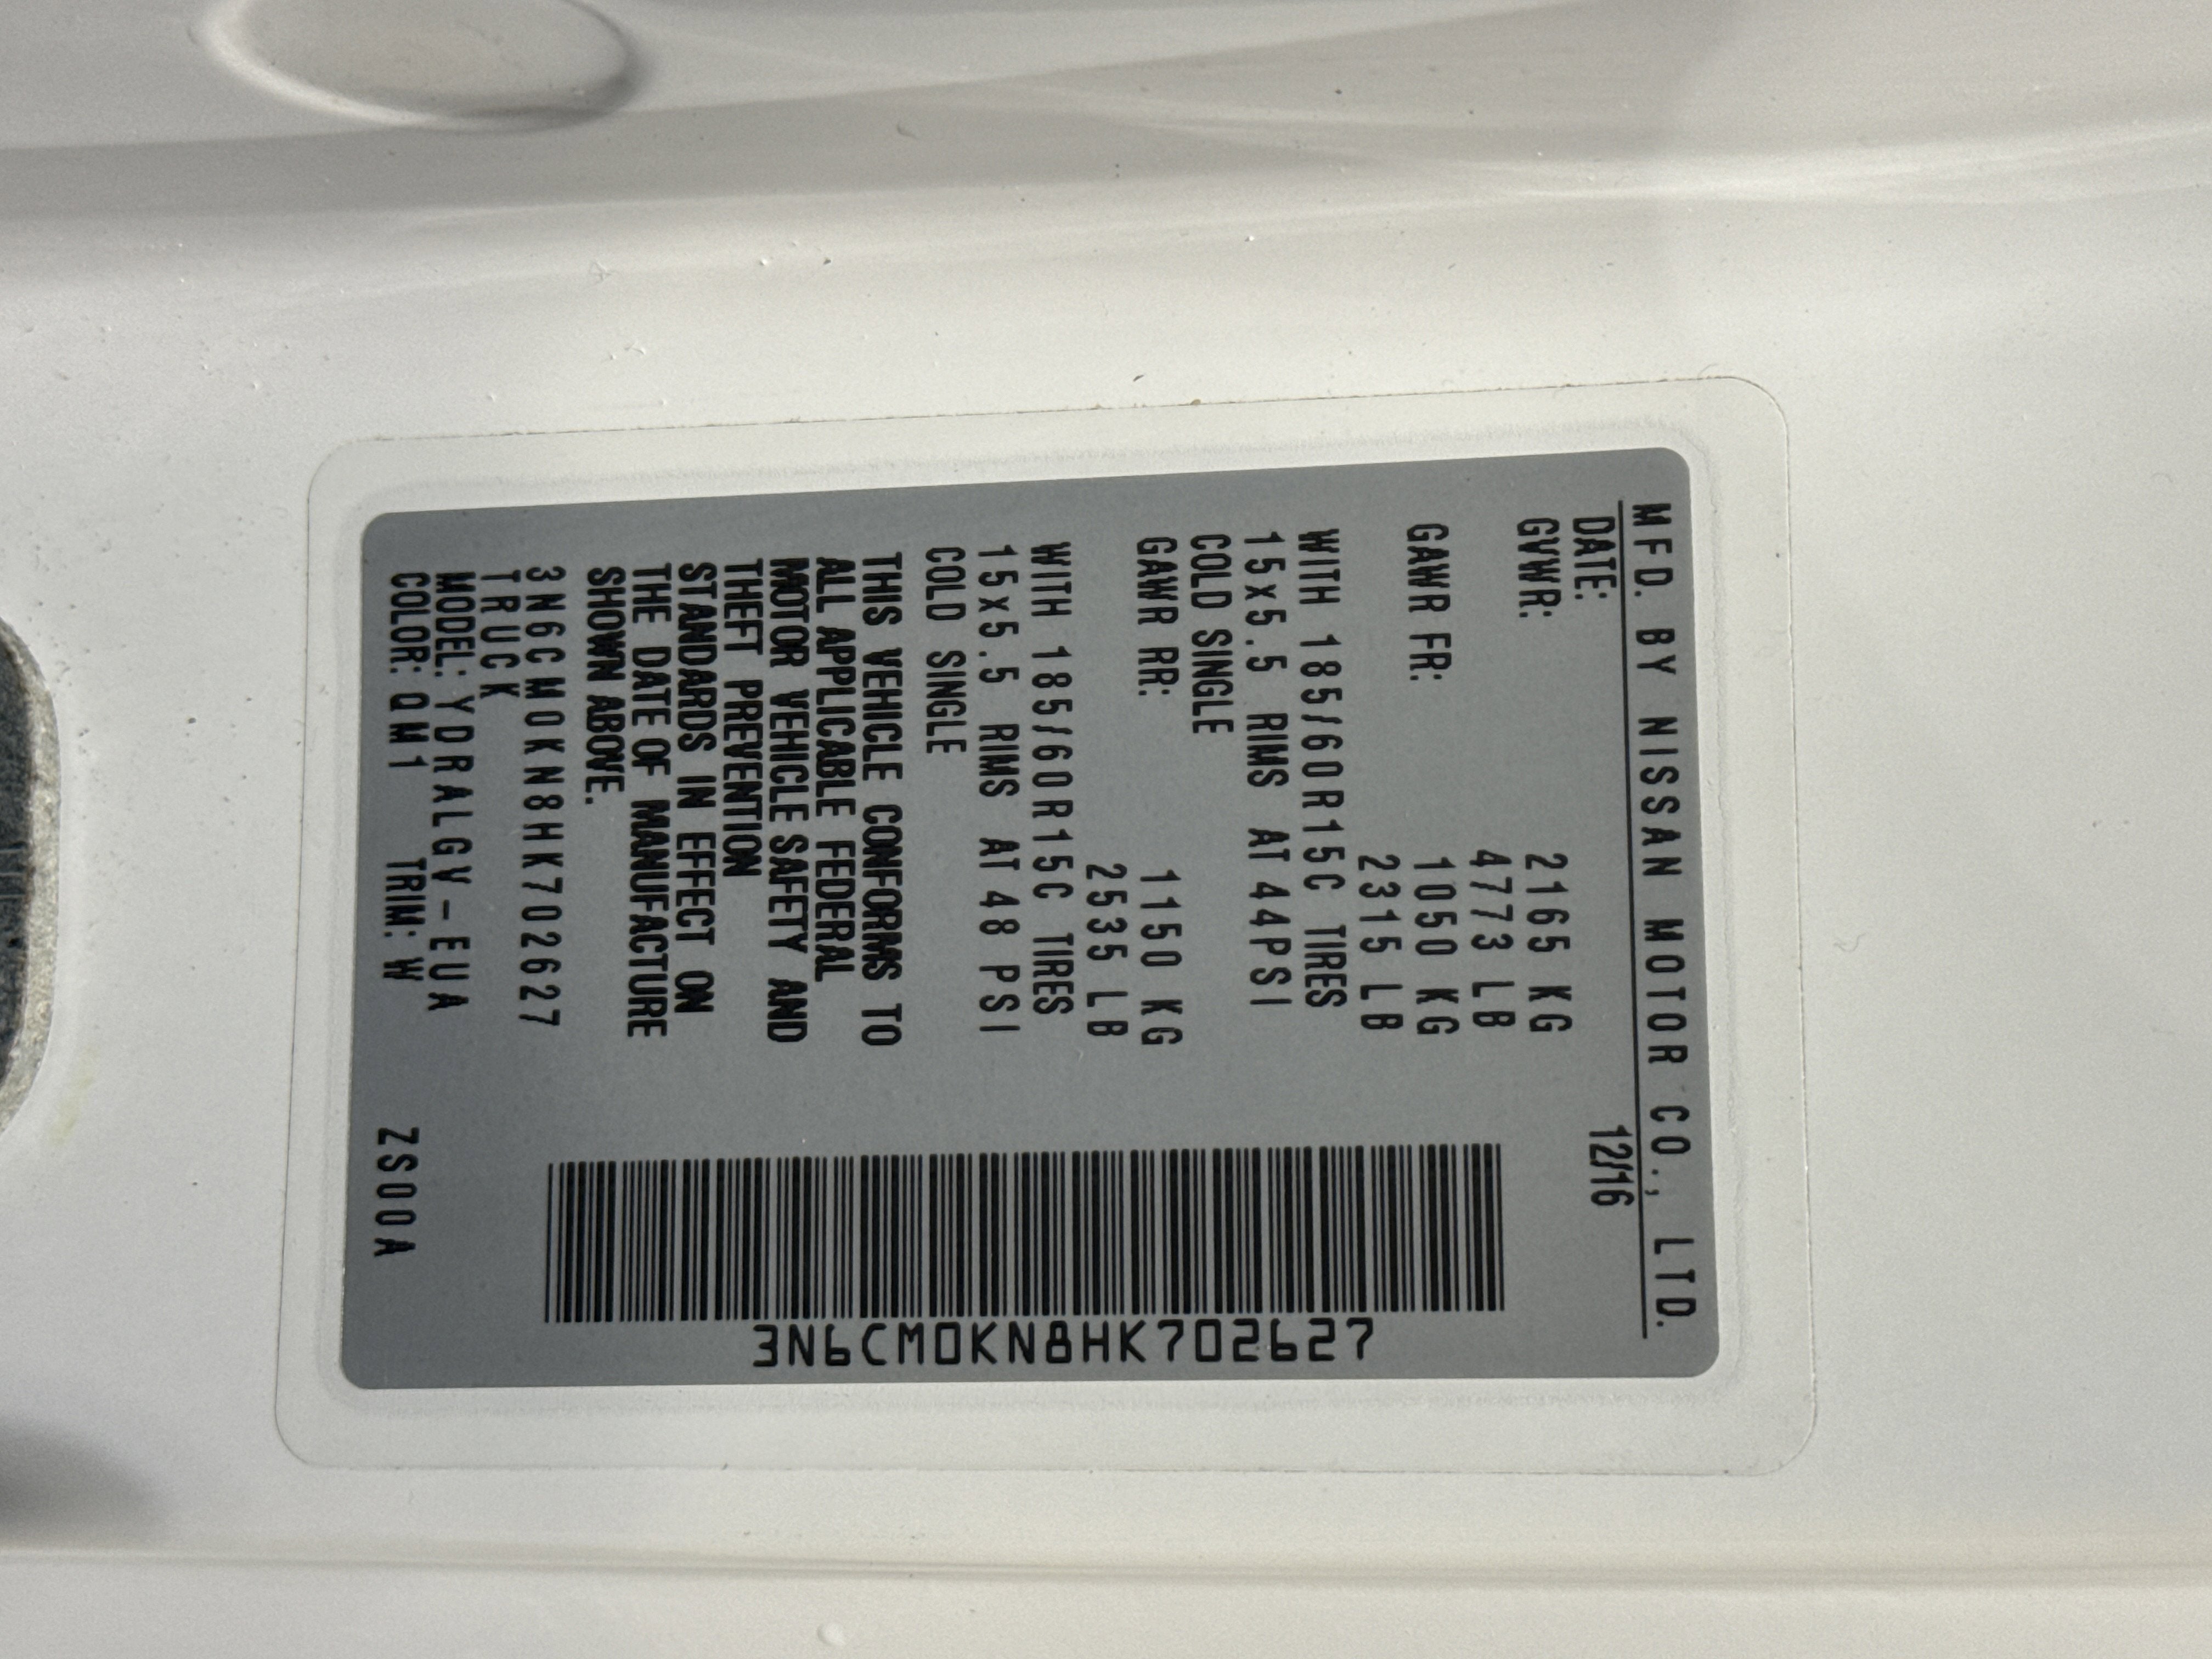 MFD. BY NISSAN MOTOR CO., LTD.
DATE: 12/16
GVWR: 2165 KG
4773 LB
GAWR FR: 1050 KG
2315 LB
WITH 185/60R15C TIRES
15x5.5 RIMS AT 44PSI
COLD SINGLE
GAWR RR: 1150 KG
2535 LB
WITH 185/60R15C TIRES
15x5.5 RIMS AT 48 PSI
COLD SINGLE
THIS VEHICLE CONFORMS TO
ALL APPLICABLE FEDERAL
MOTOR VEHICLE SAFETY AND
THEFT PREVENTION
STANDARDS IN EFFECT ON
THE DATE OF MANUFACTURE
SHOWN ABOVE.
3N6CM0KN8HK702627
TRUCK
MODEL: YDRALGV-EUA
COLOR: QM1 TRIM: W ZS00A
3N6CM0KN8HK702627